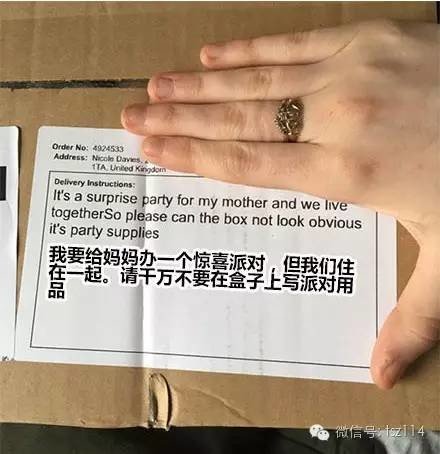 Order No: 4924533
Address: Nicole Davies, 2
1TA, United Kingdom
Delivery Instructions:
It's a surprise party for my mother and we live
togetherSo please can the box not look obvious
it's party supplies
我要给妈妈办一个惊喜派对，但我们住
在一起。请千万不要在盒子上写派对用
品
微信号: tsz114